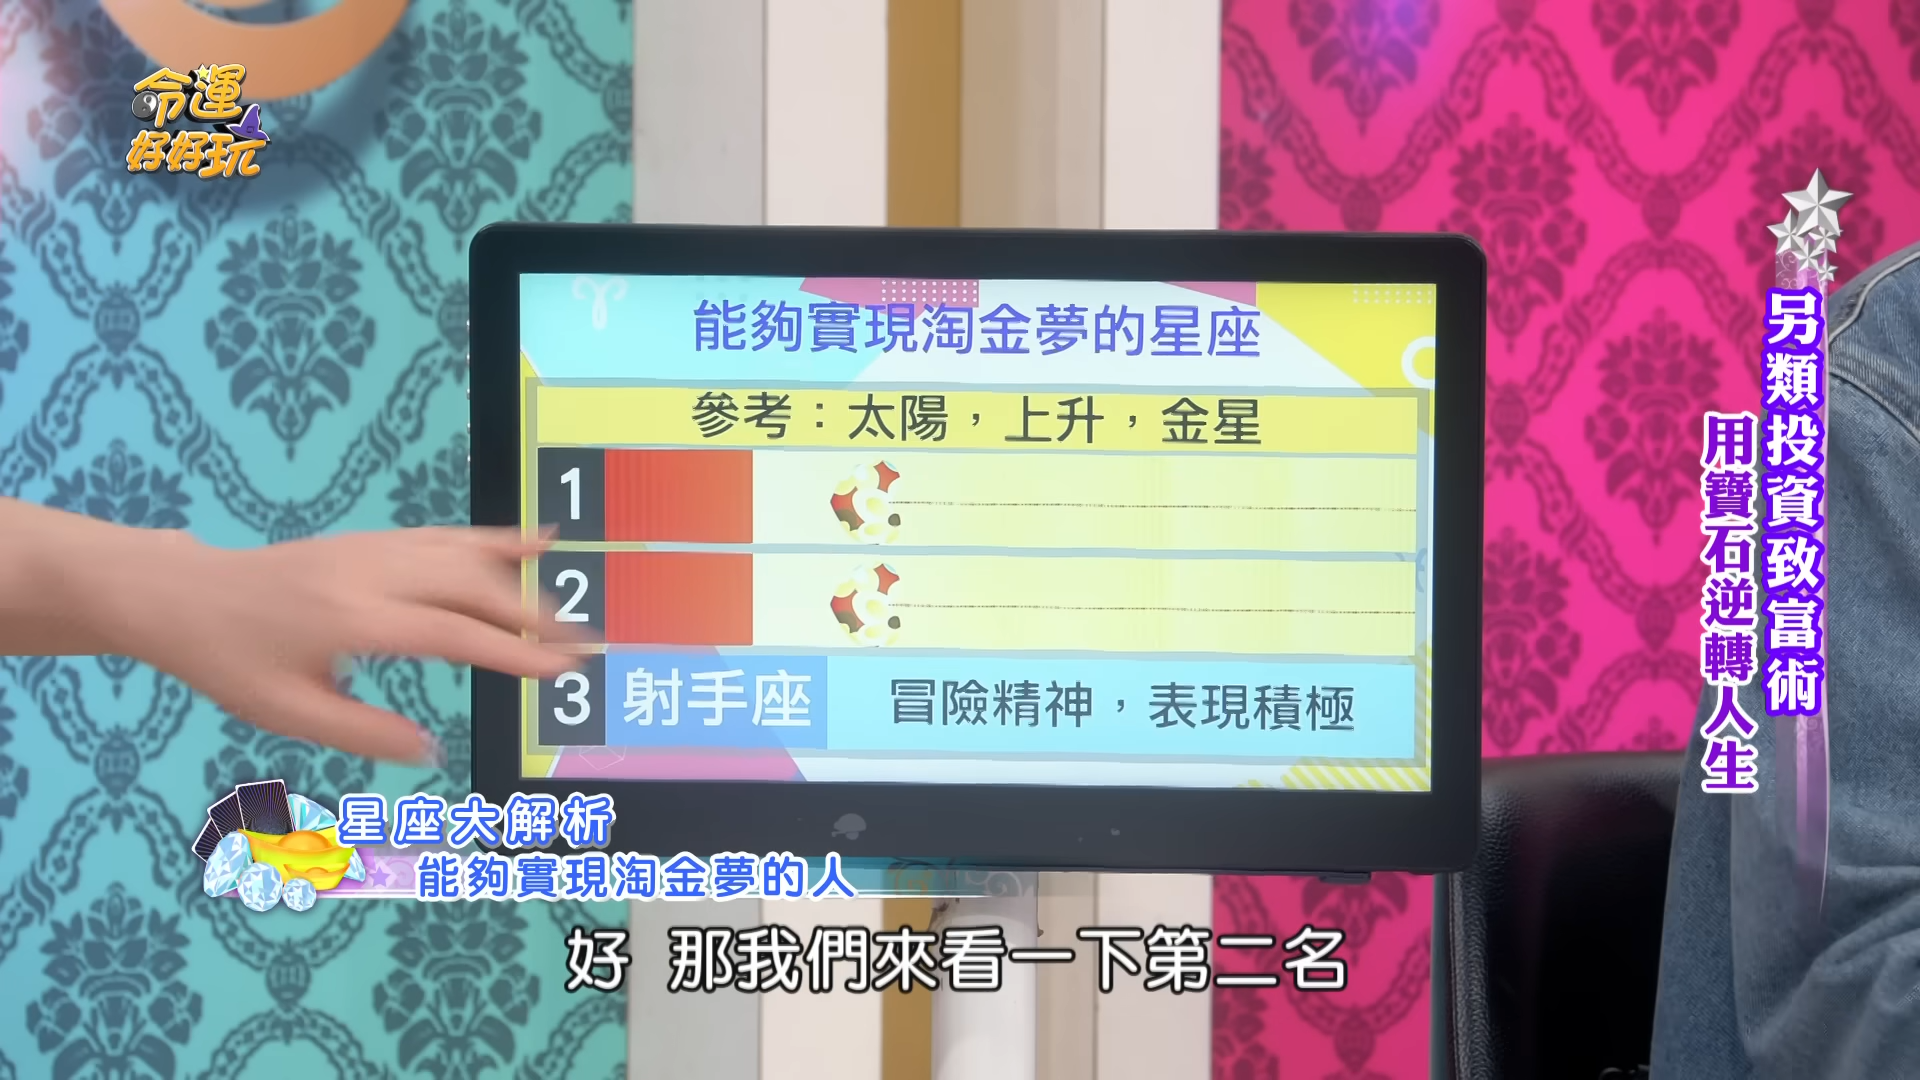 命運
好好玩
能夠實現淘金夢的星座
參考：太陽，上升，金星
1
2
3 射手座 冒險精神，表現積極
另類投資致富術
用寶石逆轉人生
星座大解析
能夠實現淘金夢的人
好 那我們來看一下第二名